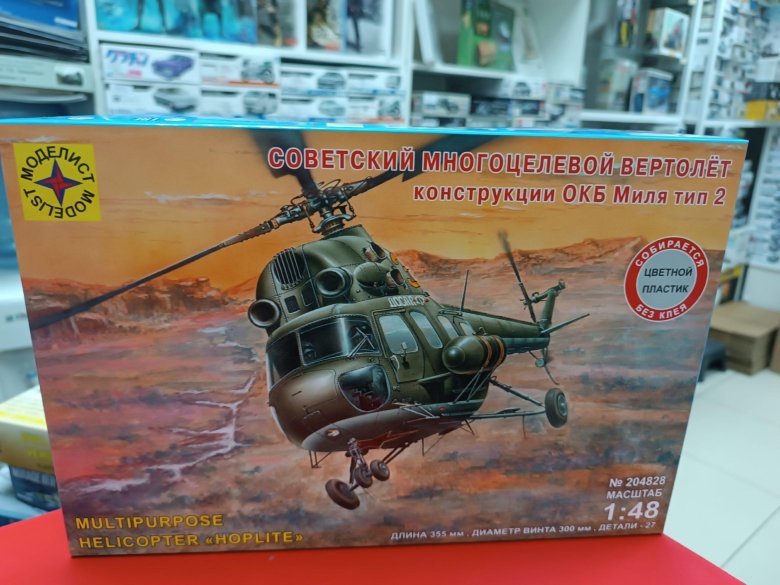 МОДЕЛИСТ
MODELIST
СОВЕТСКИЙ МНОГОЦЕЛЕВОЙ ВЕРТОЛЁТ
КОНСТРУКЦИИ ОКБ МИЛЯ ТИП 2
СОБИРАЕТСЯ
ЦВЕТНОЙ
ПЛАСТИК
БЕЗ КЛЕЯ
№ 204828
МАСШТАБ
1:48
MULTIPURPOSE
HELICOPTER «HOPLITE»
ДЛИНА 355 мм . ДИАМЕТР ВИНТА 300 мм . ДЕТАЛИ - 27